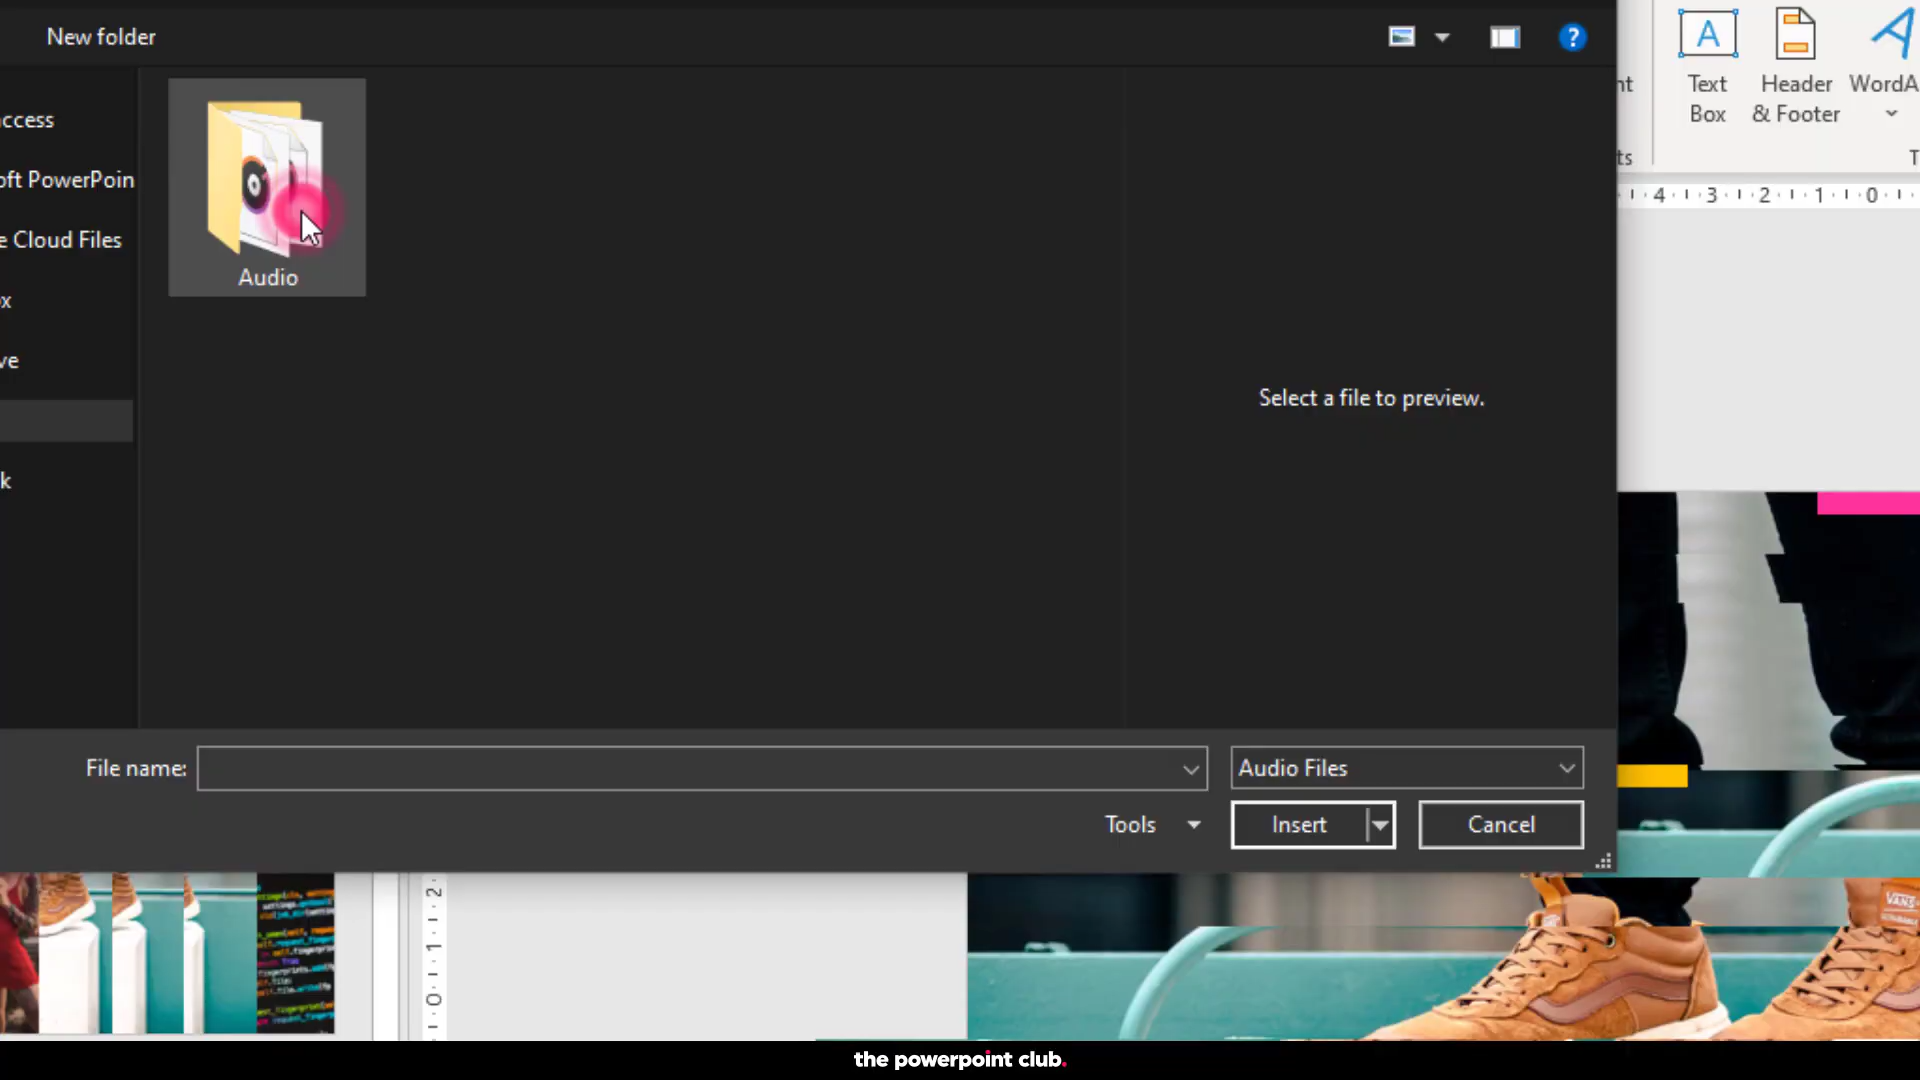 New folder
Text
Box
Header
& Footer
WordA
nt
ts
T
ccess
oft PowerPoin
e Cloud Files
x
ve
k
Audio
Select a file to preview.
4 3 2 1 0
File name:
Audio Files
Tools
Insert
Cancel
2
1
0
VANS
the powerpoint club.